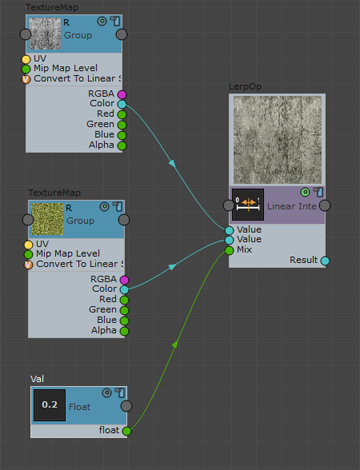 TextureMap
R
Group
UV
Mip Map Level
Convert To Linear S
RGBA
Color
Red
Green
Blue
Alpha
LerpOp
Linear Inte
Value
Value
Mix
Result
TextureMap
R
Group
UV
Mip Map Level
Convert To Linear S
RGBA
Color
Red
Green
Blue
Alpha
Val
0.2
Float
float